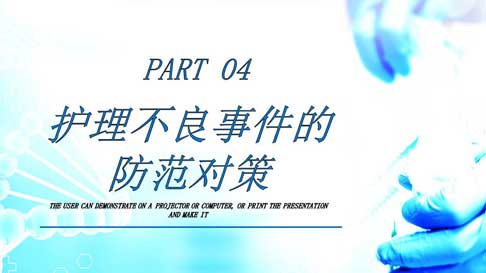 PART 04
护理不良事件的
防范对策
THE USER CAN DEMONSTRATE ON A PROJECTOR OR COMPUTER, OR PRINT THE PRESENTATION
AND MAKE IT